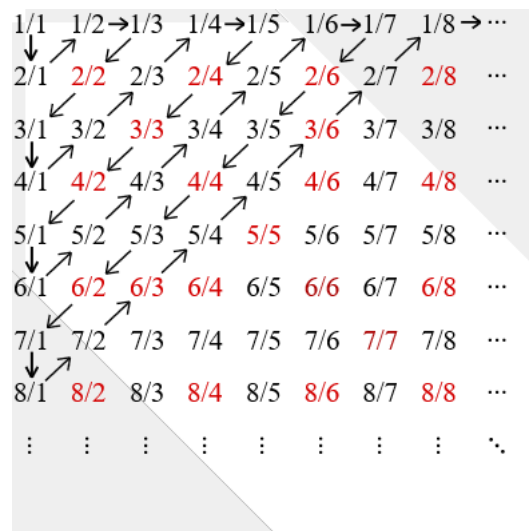 1/1 1/2 1/3 1/4 1/5 1/6 1/7 1/8 ⋯
2/1 2/2 2/3 2/4 2/5 2/6 2/7 2/8 ⋯
3/1 3/2 3/3 3/4 3/5 3/6 3/7 3/8 ⋯
4/1 4/2 4/3 4/4 4/5 4/6 4/7 4/8 ⋯
5/1 5/2 5/3 5/4 5/5 5/6 5/7 5/8 ⋯
6/1 6/2 6/3 6/4 6/5 6/6 6/7 6/8 ⋯
7/1 7/2 7/3 7/4 7/5 7/6 7/7 7/8 ⋯
8/1 8/2 8/3 8/4 8/5 8/6 8/7 8/8 ⋯
⋮ ⋮ ⋮ ⋮ ⋮ ⋮ ⋮ ⋮ ⋱